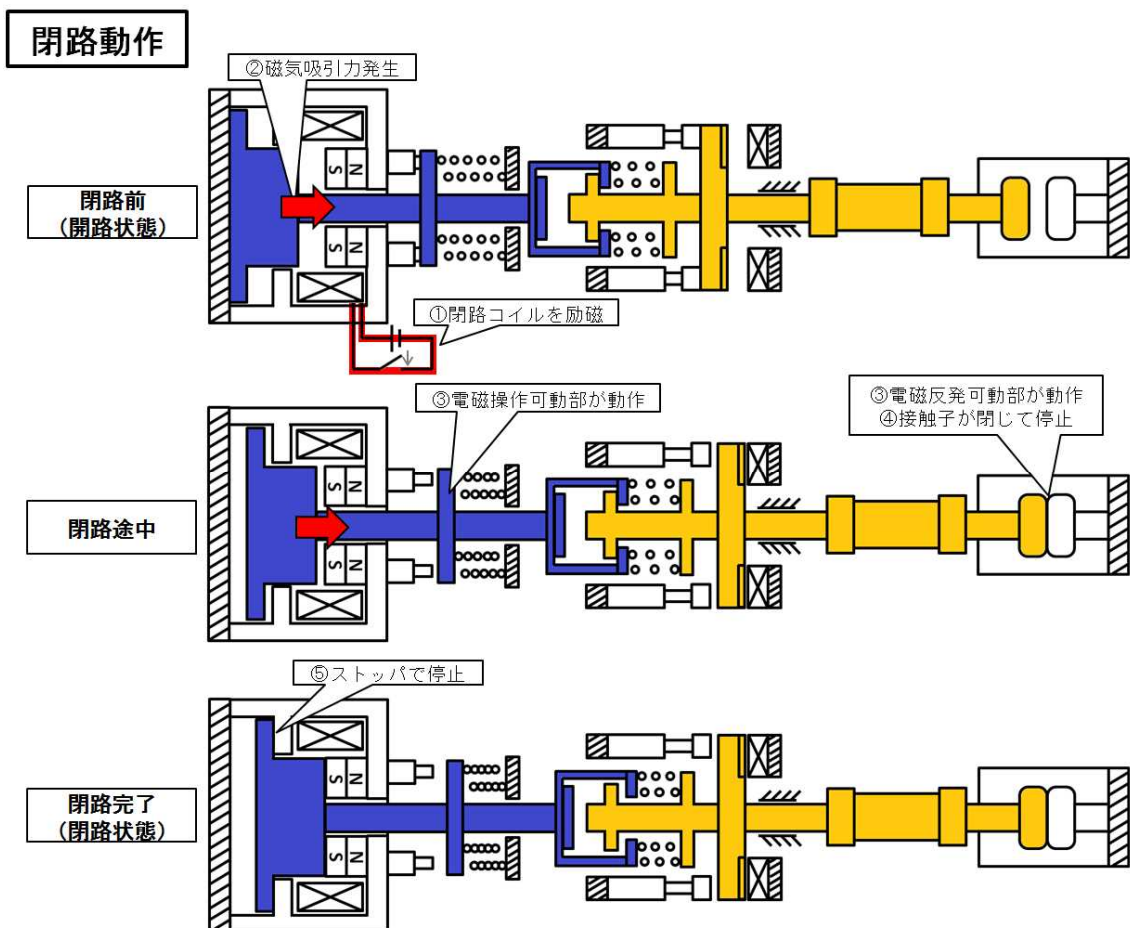 閉路動作
②磁気吸引力発生
閉路前
（開路状態）
S N
S N
①閉路コイルを励磁
③電磁操作可動部が動作
③電磁反発可動部が動作
④接触子が閉じて停止
閉路途中
S N
S N
⑤ストッパで停止
閉路完了
（閉路状態）
S N
S N